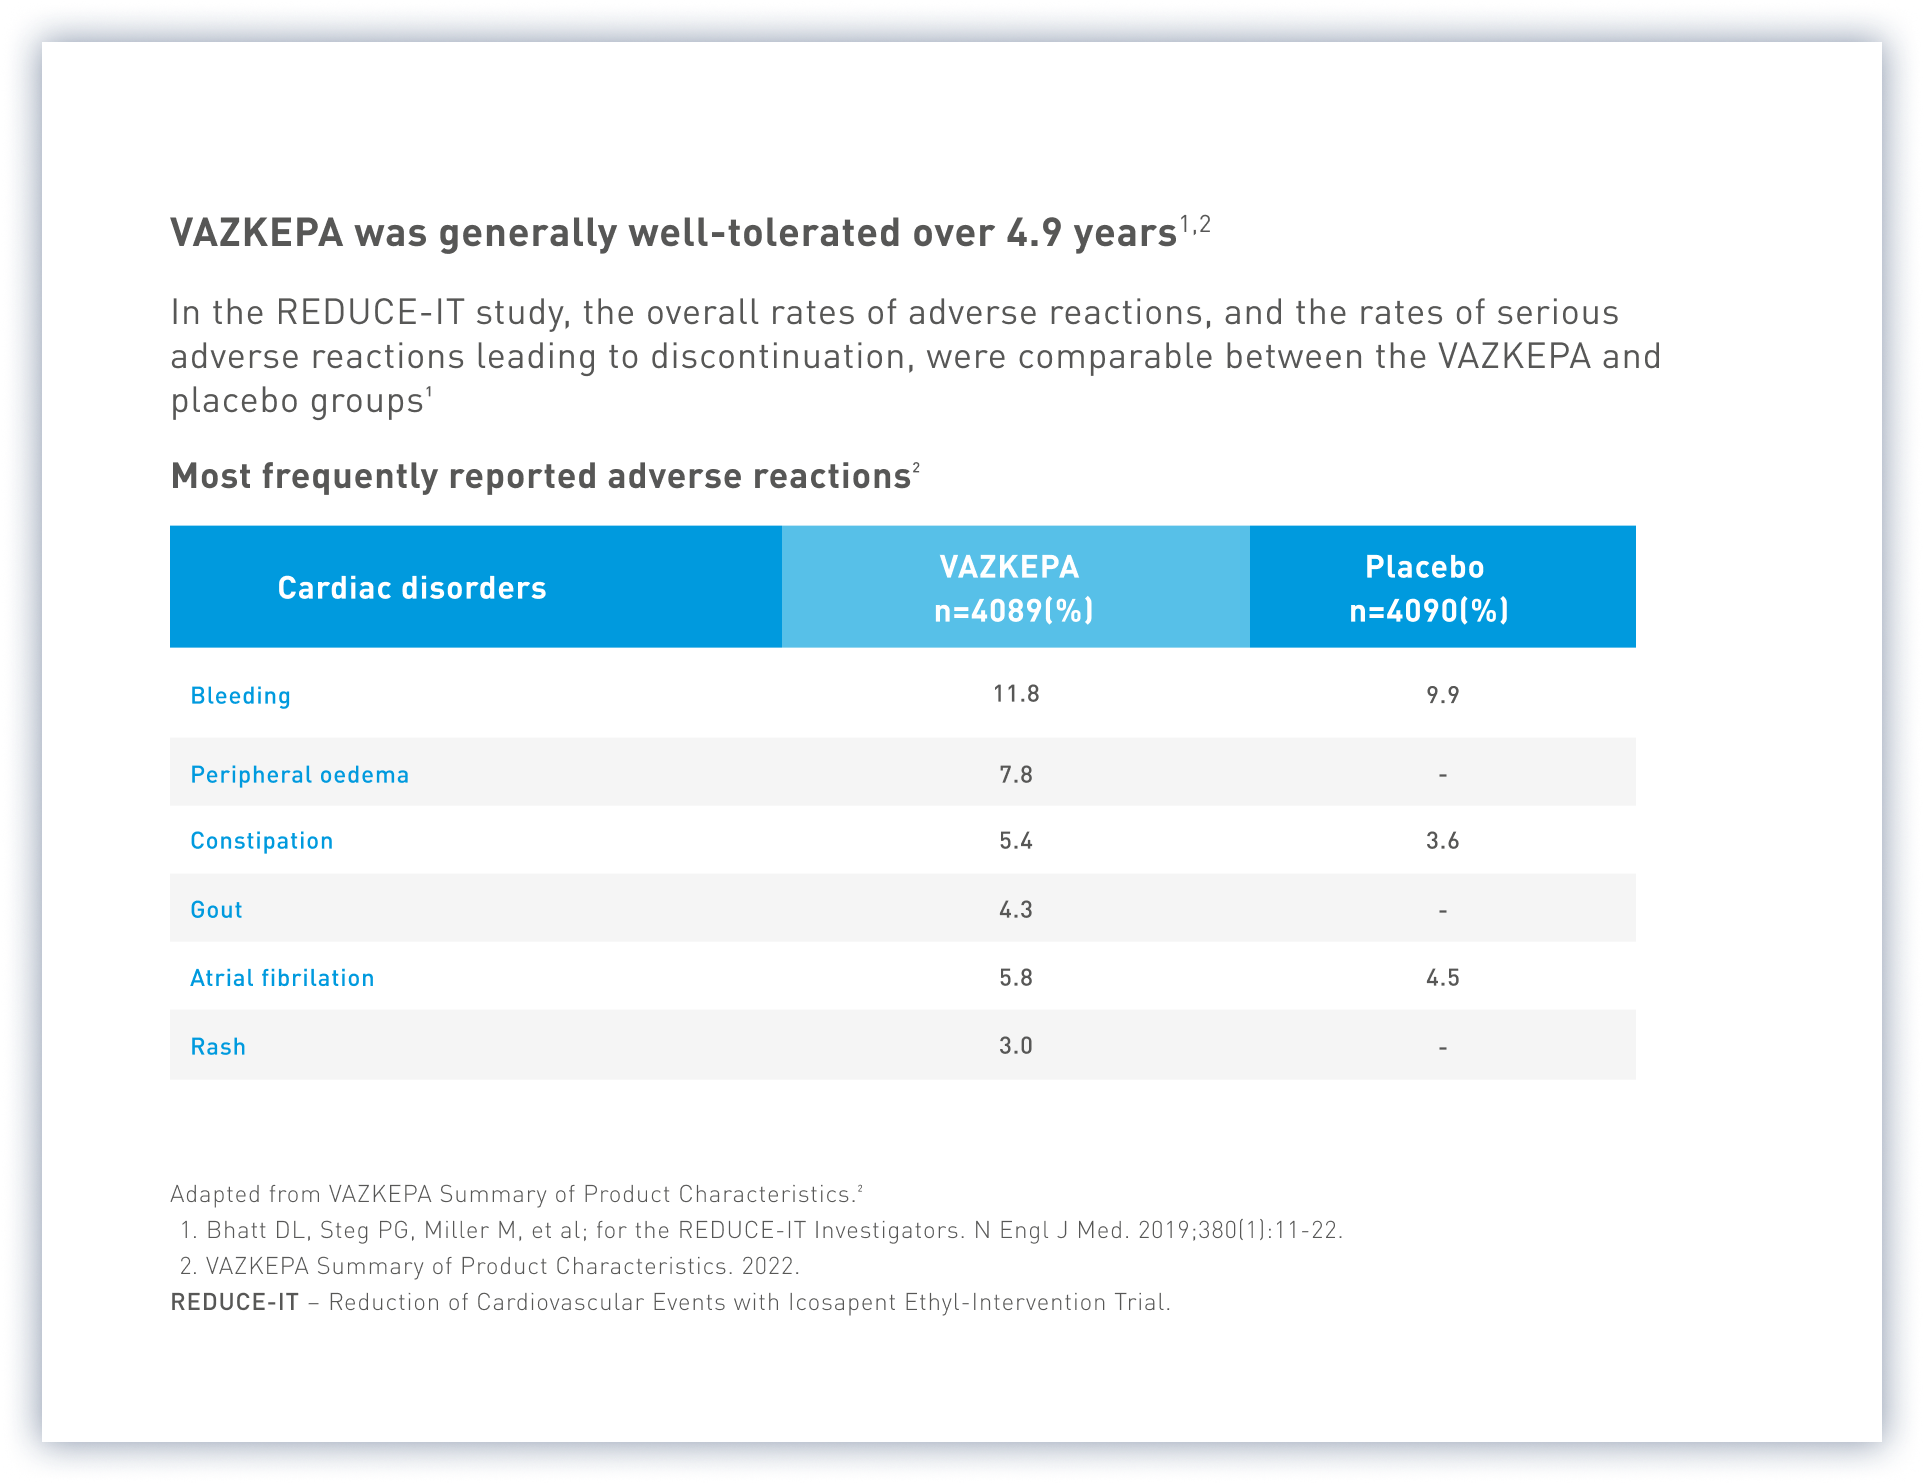 VAZKEPA was generally well-tolerated over 4.9 years1,2
In the REDUCE-IT study, the overall rates of adverse reactions, and the rates of serious
adverse reactions leading to discontinuation, were comparable between the VAZKEPA and
placebo groups1
Most frequently reported adverse reactions2
Cardiac disorders VAZKEPA n=4089(%) Placebo n=4090(%)
Bleeding 11.8 9.9
Peripheral oedema 7.8 -
Constipation 5.4 3.6
Gout 4.3 -
Atrial fibrilation 5.8 4.5
Rash 3.0 -
Adapted from VAZKEPA Summary of Product Characteristics.2
1. Bhatt DL, Steg PG, Miller M, et al; for the REDUCE-IT Investigators. N Engl J Med. 2019;380(1):11-22.
2. VAZKEPA Summary of Product Characteristics. 2022.
REDUCE-IT – Reduction of Cardiovascular Events with Icosapent Ethyl-Intervention Trial.